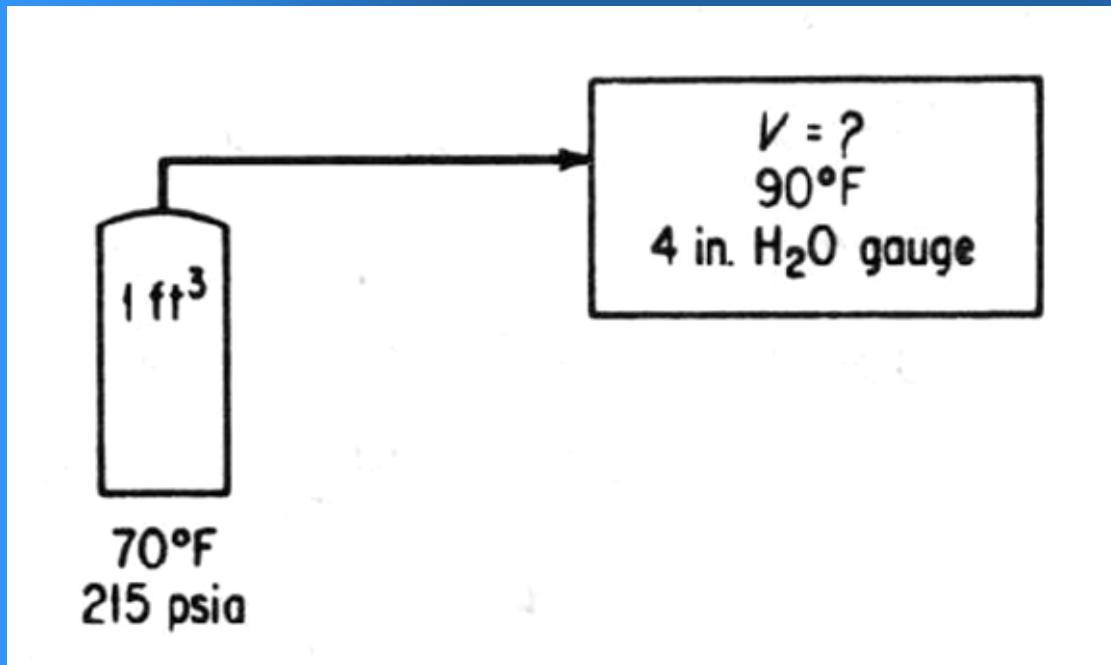 V = ?
90°F
4 in. H₂O gauge
1 ft³
70°F
215 psia